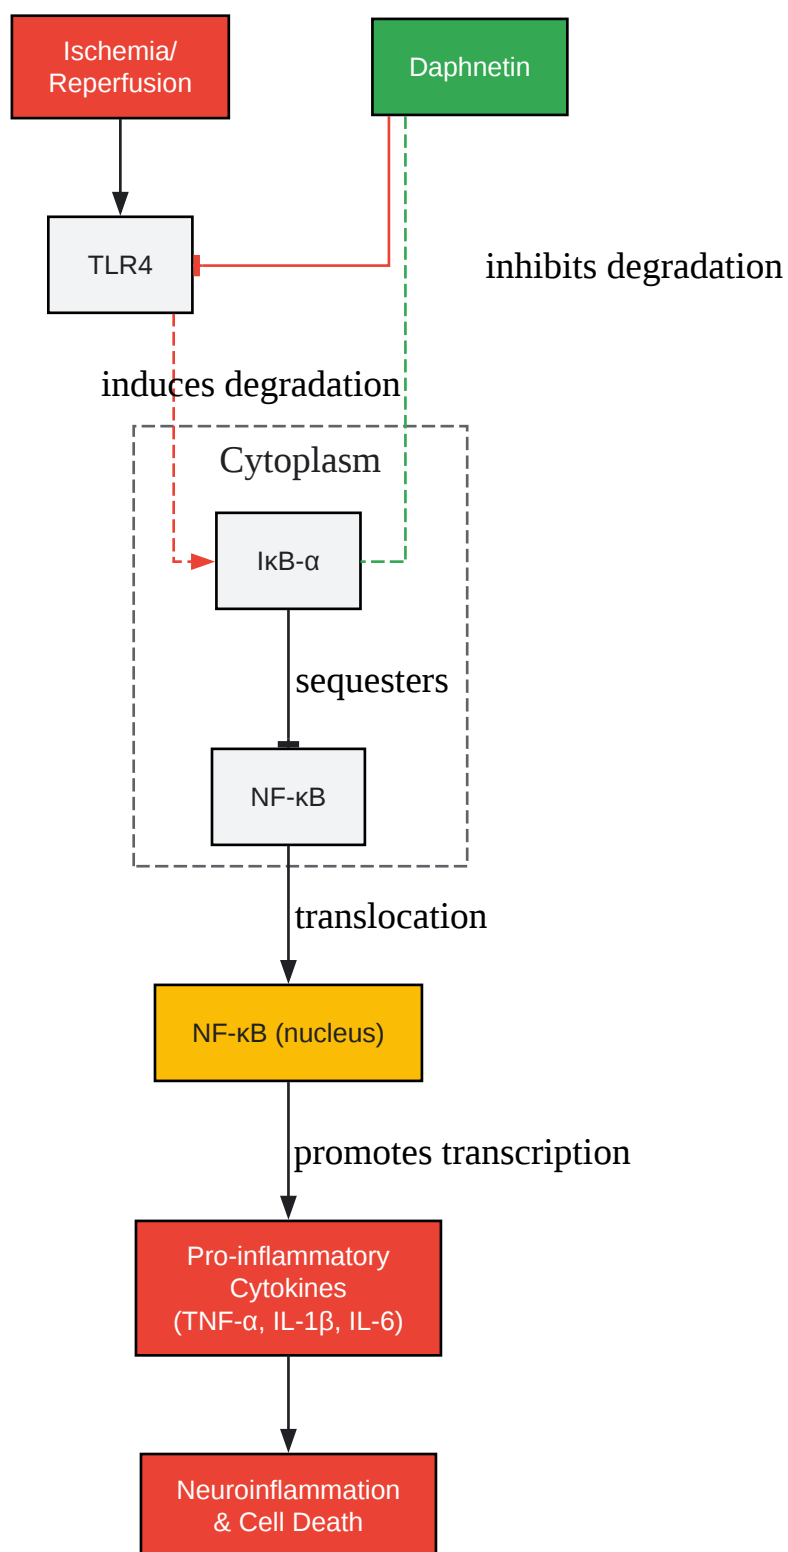 Ischemia/
Reperfusion
Daphnetin
TLR4
inhibits degradation
induces degradation
Cytoplasm
IκB-α
sequesters
NF-κB
translocation
NF-κB (nucleus)
promotes transcription
Pro-inflammatory
Cytokines
(TNF-α, IL-1β, IL-6)
Neuroinflammation
& Cell Death